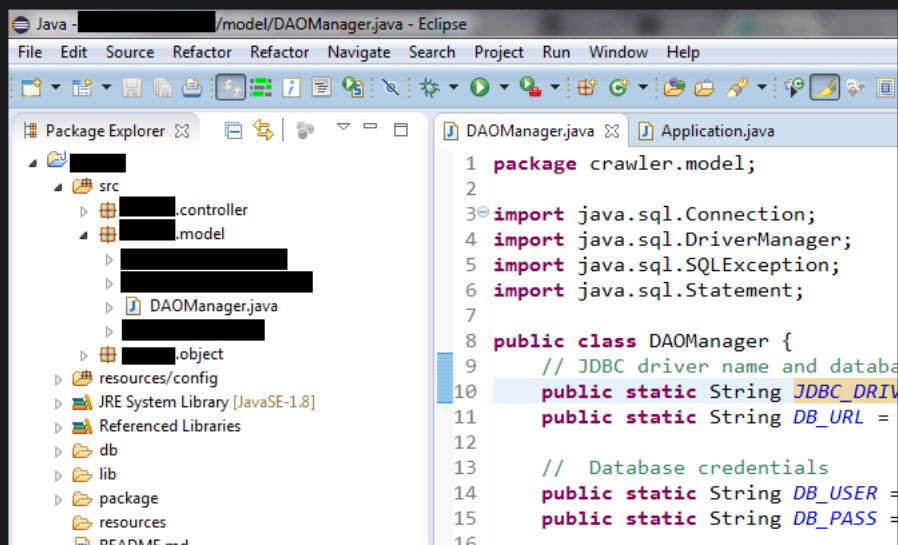 Java - /model/DAOManager.java - Eclipse
File Edit Source Refactor Refactor Navigate Search Project Run Window Help
Package Explorer
src
.controller
.model
DAOManager.java
.object
resources/config
JRE System Library [JavaSE-1.8]
Referenced Libraries
db
lib
package
resources
README.md
DAOManager.java Application.java
1 package crawler.model;
2
3 import java.sql.Connection;
4 import java.sql.DriverManager;
5 import java.sql.SQLException;
6 import java.sql.Statement;
7
8 public class DAOManager {
9 // JDBC driver name and databa
10 public static String JDBC_DRIV
11 public static String DB_URL =
12
13 // Database credentials
14 public static String DB_USER =
15 public static String DB_PASS =
16